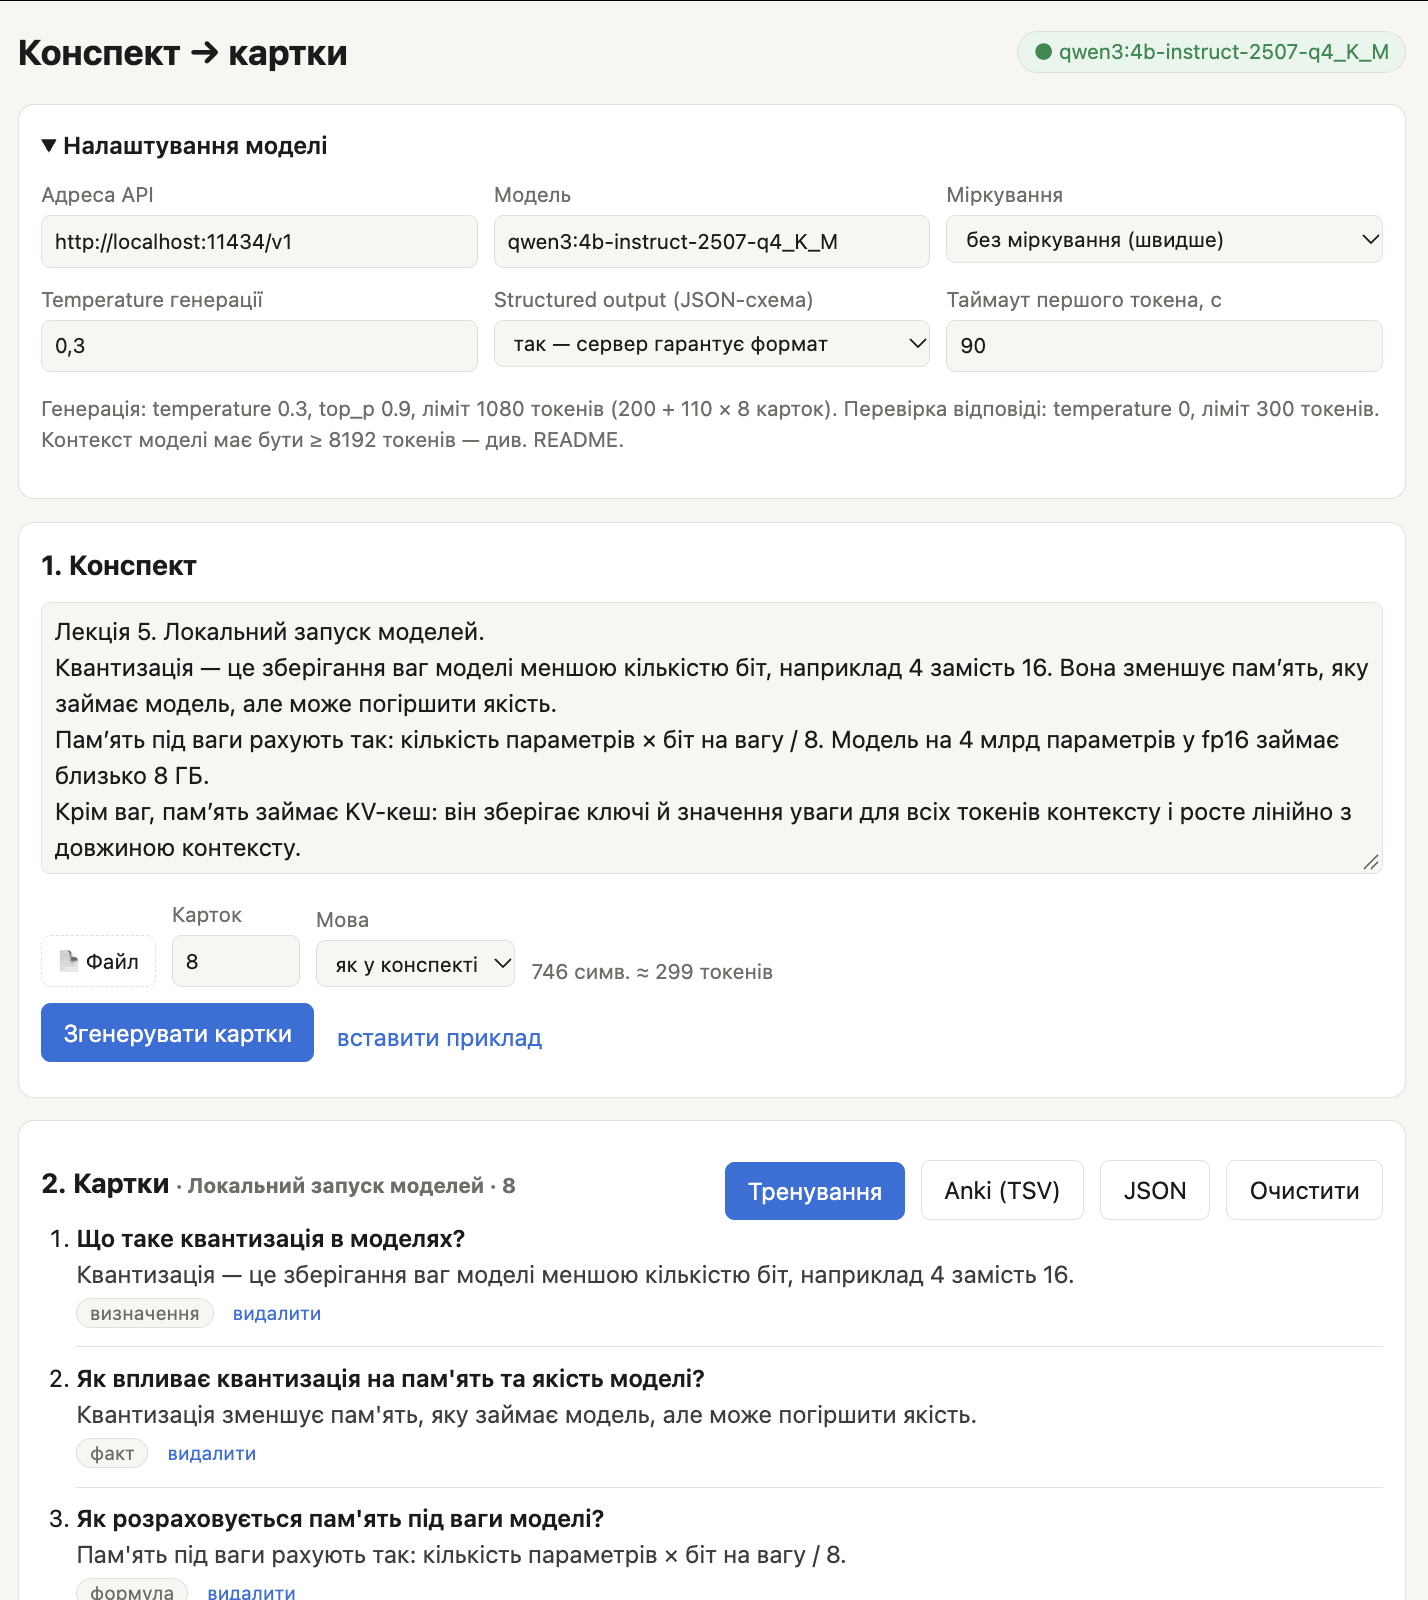 Конспект → картки
qwen3:4b-instruct-2507-q4_K_M
▼ Налаштування моделі
Адреса API
Модель
Міркування
http://localhost:11434/v1
qwen3:4b-instruct-2507-q4_K_M
без міркування (швидше)
Temperature генерації
Structured output (JSON-схема)
Таймаут першого токена, с
0,3
так — сервер гарантує формат
90
Генерація: temperature 0.3, top_p 0.9, ліміт 1080 токенів (200 + 110 × 8 карток). Перевірка відповіді: temperature 0, ліміт 300 токенів.
Контекст моделі має бути ≥ 8192 токенів — див. README.
1. Конспект
Лекція 5. Локальний запуск моделей.
Квантизація — це зберігання ваг моделі меншою кількістю біт, наприклад 4 замість 16. Вона зменшує пам’ять, яку
займає модель, але може погіршити якість.
Пам’ять під ваги рахують так: кількість параметрів × біт на вагу / 8. Модель на 4 млрд параметрів у fp16 займає
близько 8 ГБ.
Крім ваг, пам’ять займає KV-кеш: він зберігає ключі й значення уваги для всіх токенів контексту і росте лінійно з
довжиною контексту.
Карток
Мова
Файл
8
як у конспекті
746 симв. ≈ 299 токенів
Згенерувати картки
вставити приклад
2. Картки · Локальний запуск моделей · 8
Тренування
Anki (TSV)
JSON
Очистити
1. Що таке квантизація в моделях?
Квантизація — це зберігання ваг моделі меншою кількістю біт, наприклад 4 замість 16.
визначення
видалити
2. Як впливає квантизація на пам'ять та якість моделі?
Квантизація зменшує пам'ять, яку займає модель, але може погіршити якість.
факт
видалити
3. Як розраховується пам'ять під ваги моделі?
Пам'ять під ваги рахують так: кількість параметрів × біт на вагу / 8.
формула
видалити